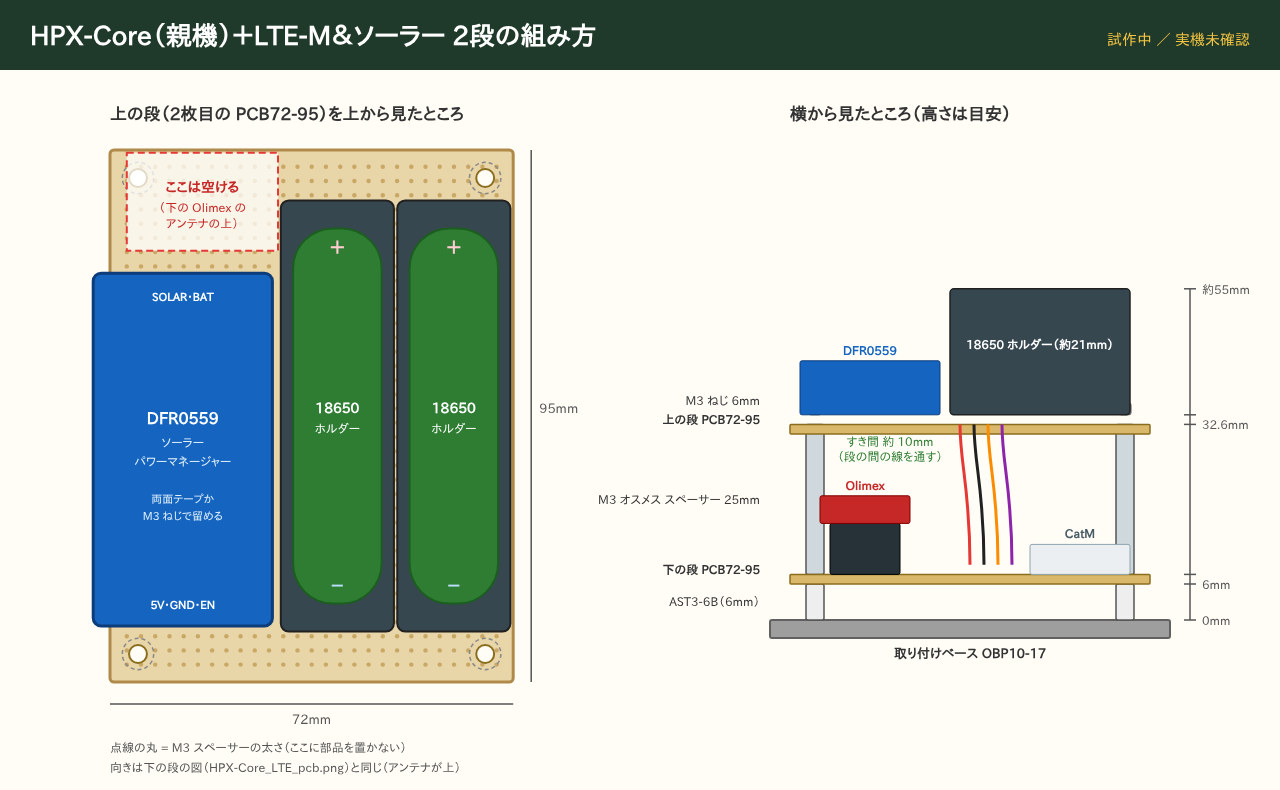 HPX-Core（親機）＋LTE-M＆ソーラー 2段の組み方
試作中 ／ 実機未確認
上の段（2枚目の PCB72-95）を上から見たところ
ここは空ける
（下の Olimex の
アンテナの上）
SOLAR・BAT
DFR0559
ソーラー
パワーマネージャー
両面テープか
M3 ねじで留める
5V・GND・EN
＋
18650
ホルダー
−
＋
18650
ホルダー
−
95mm
72mm
点線の丸 = M3 スペーサーの太さ（ここに部品を置かない）
向きは下の段の図（HPX-Core_LTE_pcb.png）と同じ（アンテナが上）
横から見たところ（高さは目安）
約55mm
18650 ホルダー（約21mm）
DFR0559
M3 ねじ 6mm
上の段 PCB72-95
32.6mm
すき間 約 10mm
（段の間の線を通す）
Olimex
M3 オスメス スペーサー 25mm
CatM
下の段 PCB72-95
6mm
AST3-6B（6mm）
0mm
取り付けベース OBP10-17